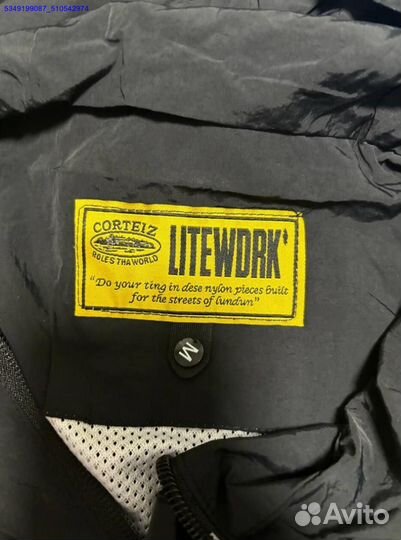 5349199087_510542974
CORTEIZ
RULES THA WORLD
LITEWORK
"Do your ting in dese nylon pieces built
for the streets of lundun"
M
Avito